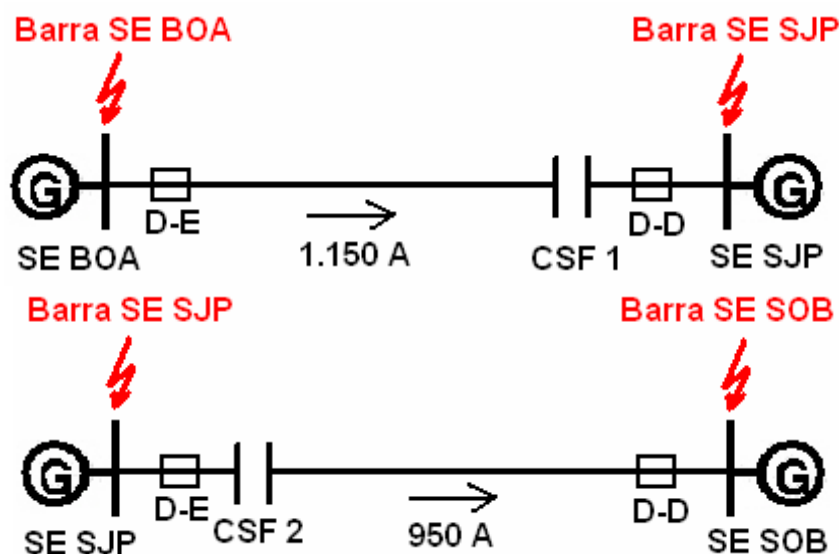 Barra SE BOA Barra SE SJP
G G
D-E D-D
SE BOA 1.150 A CSF 1 SE SJP
Barra SE SJP Barra SE SOB
G G
D-E D-D
SE SJP CSF 2 950 A SE SOB